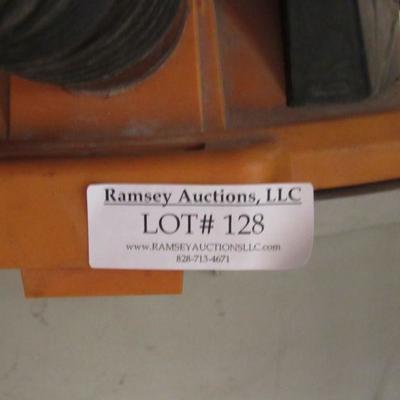 Ramsey Auctions, LLC
LOT# 128
www.RAMSEYAUCTIONSLLC.com
828-713-4671